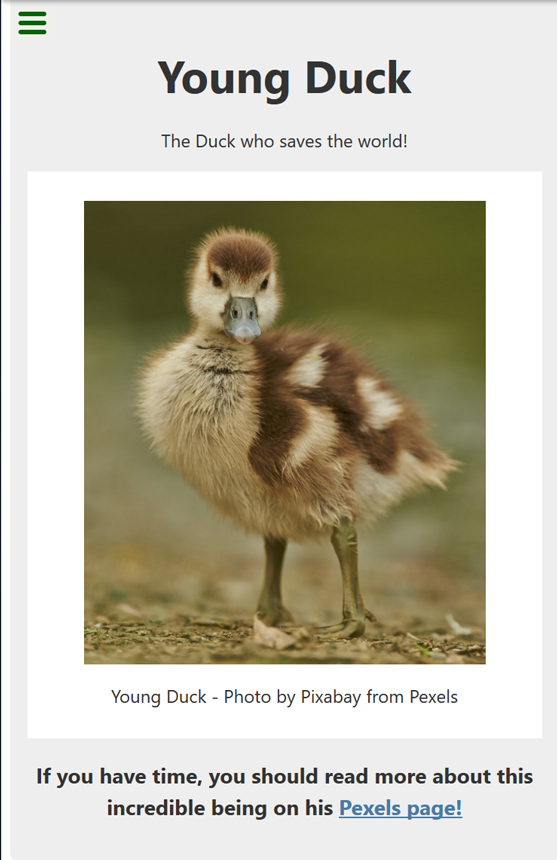 Young Duck
The Duck who saves the world!
Young Duck - Photo by Pixabay from Pexels
If you have time, you should read more about this
incredible being on his Pexels page!